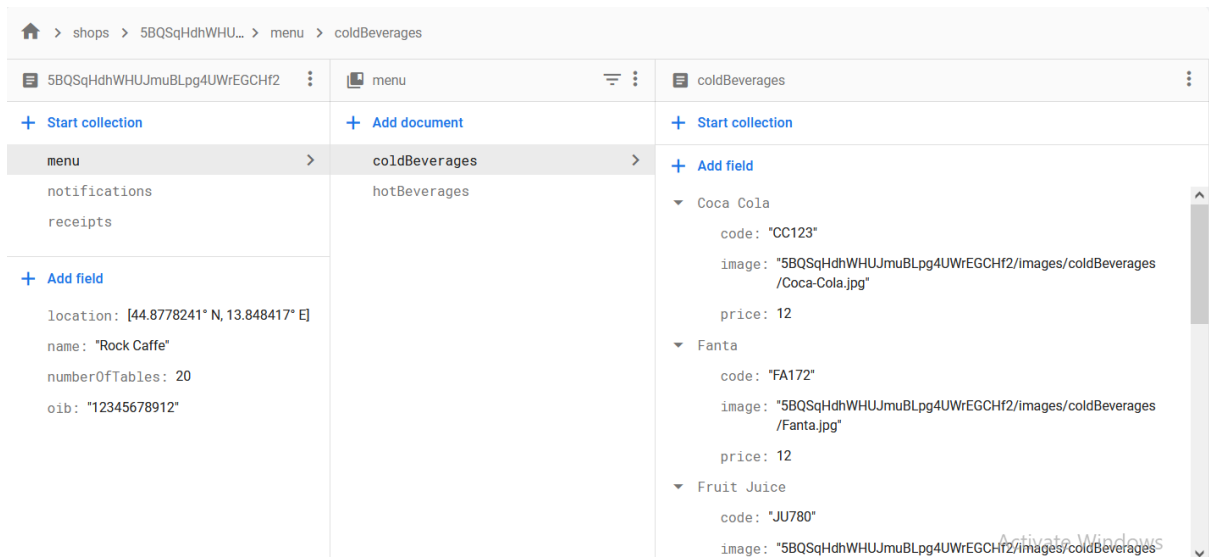 shops > 5BQSqHdhWHU... > menu > coldBeverages
5BQSqHdhWHUJmuBLpg4UWrEGCHf2
+ Start collection
menu
notifications
receipts
+ Add field
location: [44.8778241° N, 13.848417° E]
name: "Rock Caffe"
numberOfTables: 20
oib: "12345678912"
menu
+ Add document
coldBeverages
hotBeverages
coldBeverages
+ Start collection
+ Add field
Coca Cola
code: "CC123"
image: "5BQSqHdhWHUJmuBLpg4UWrEGCHf2/images/coldBeverages
/Coca-Cola.jpg"
price: 12
Fanta
code: "FA172"
image: "5BQSqHdhWHUJmuBLpg4UWrEGCHf2/images/coldBeverages
/Fanta.jpg"
price: 12
Fruit Juice
code: "JU780"
image: "5BQSqHdhWHUJmuBLpg4UWrEGCHf2/images/coldBeverages
Activate Windows